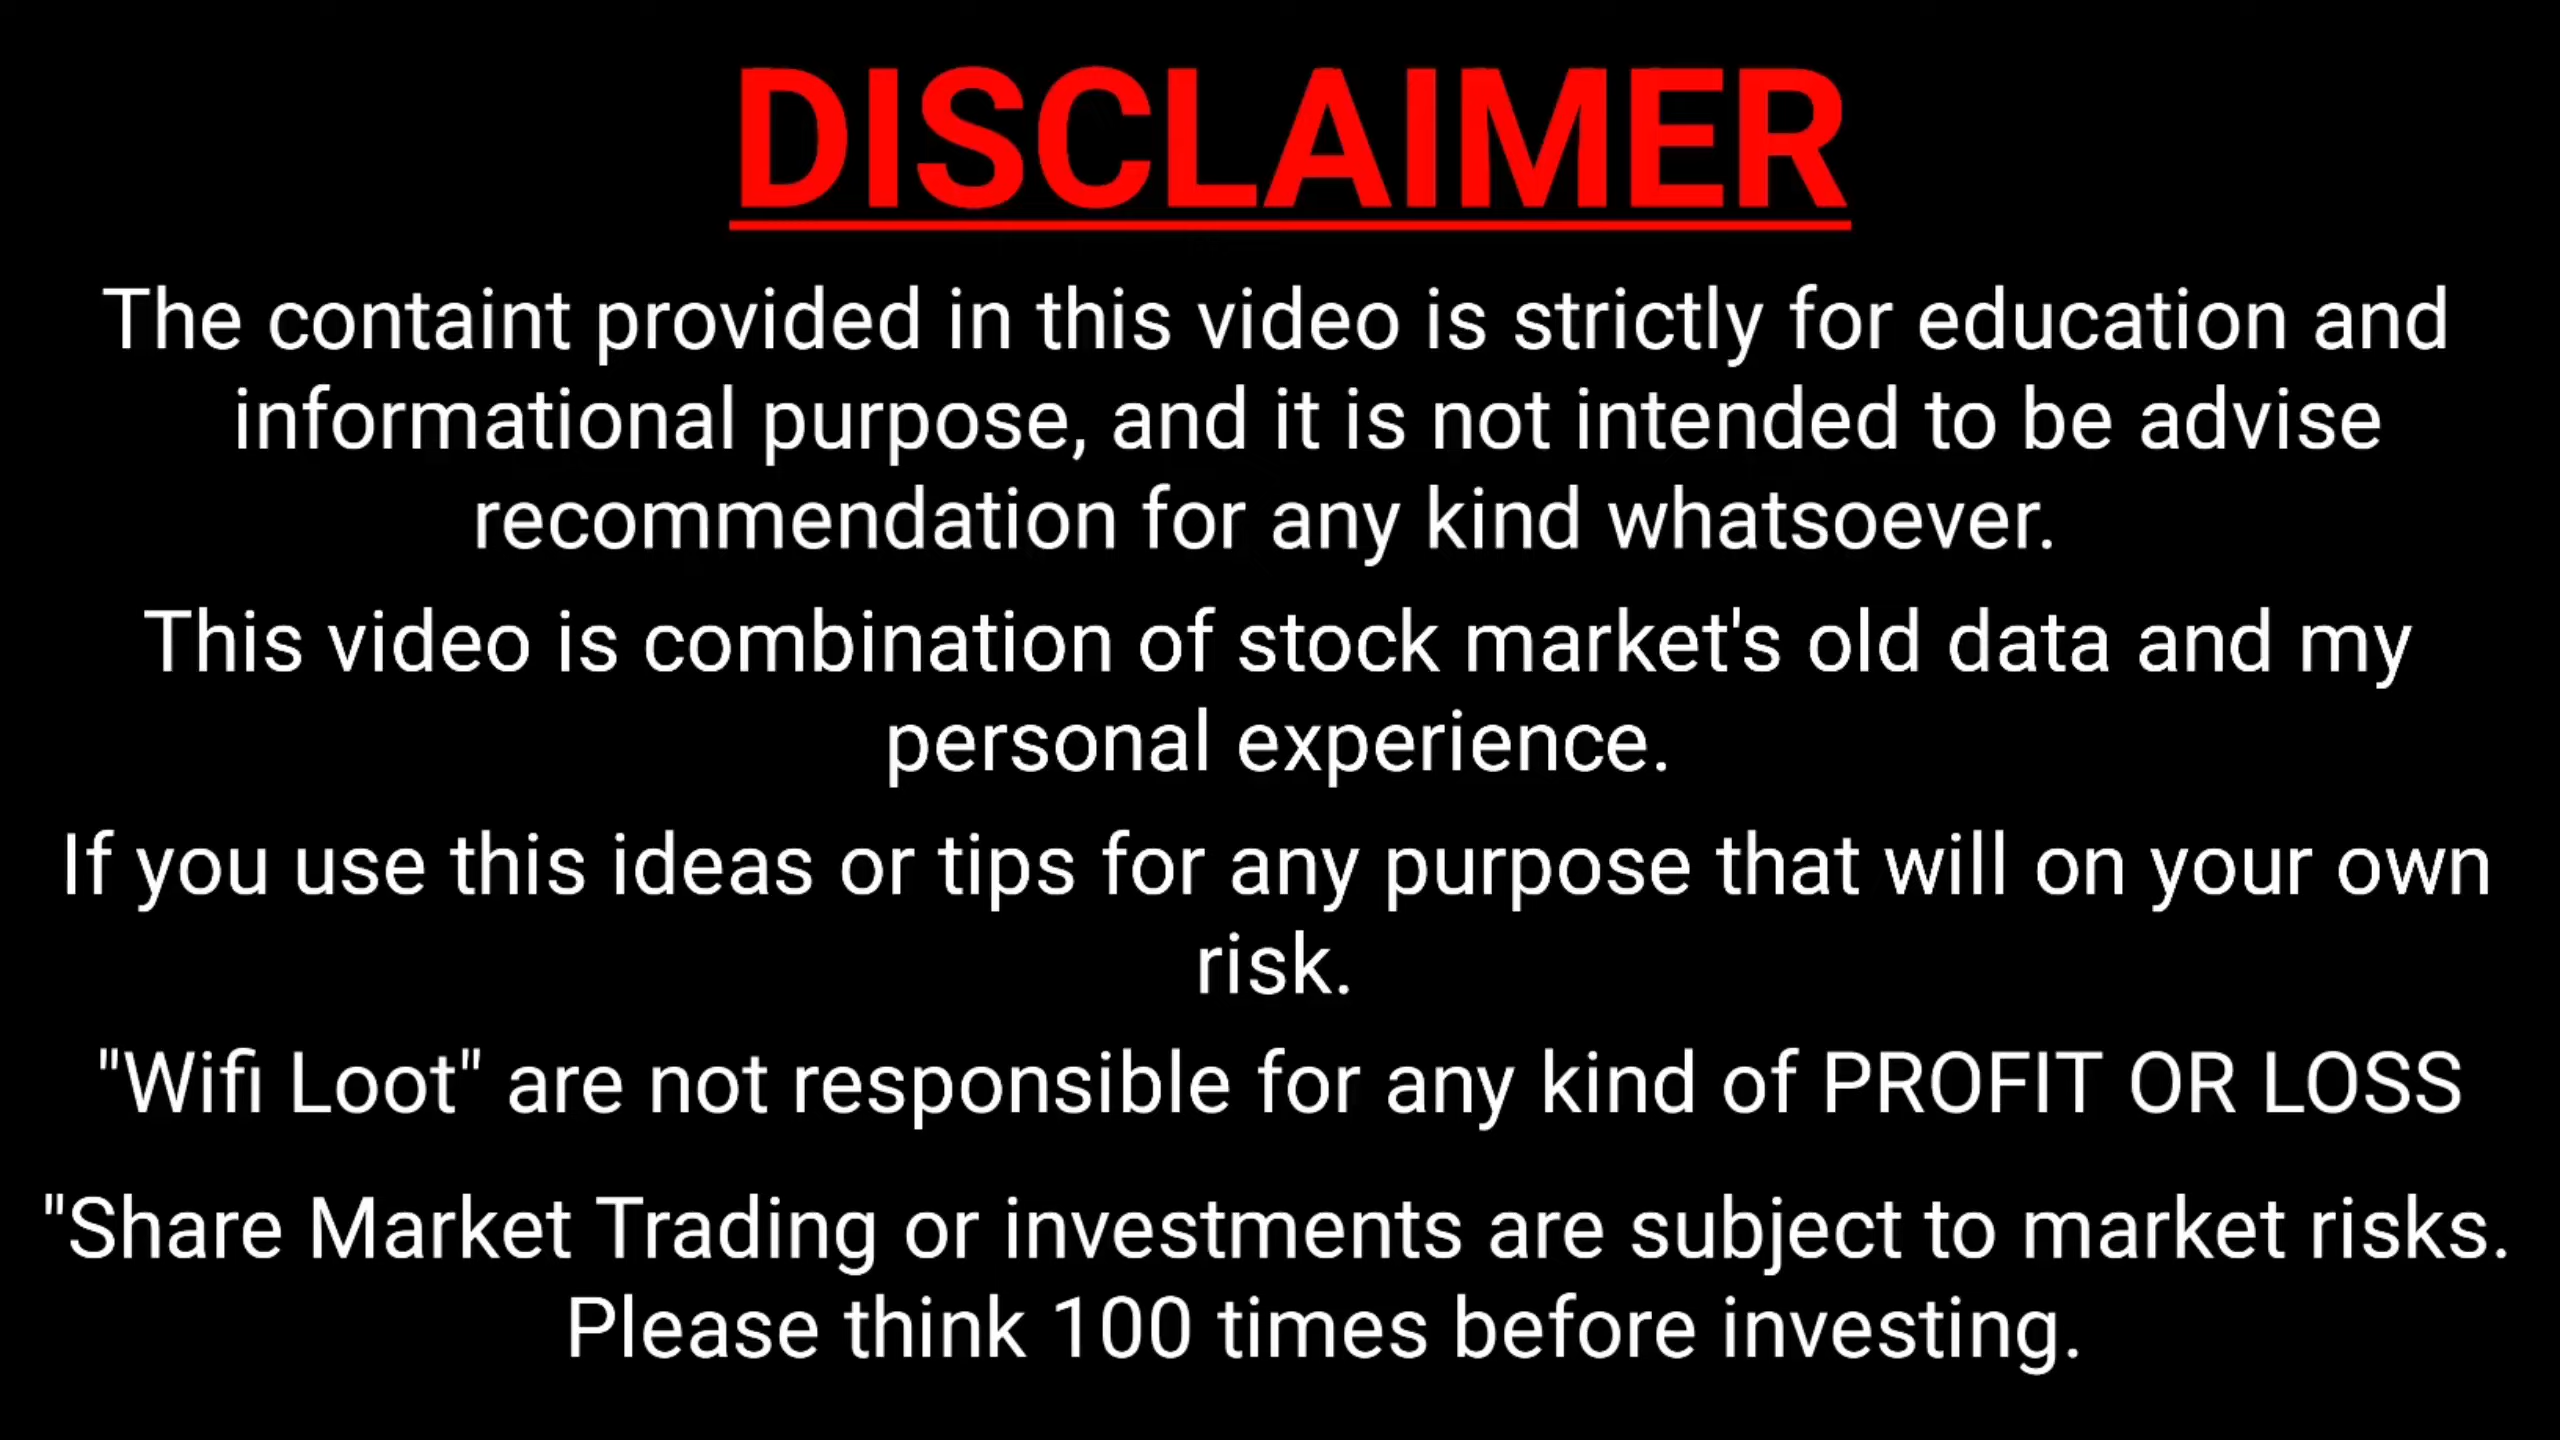 DISCLAIMER
The containt provided in this video is strictly for education and
informational purpose, and it is not intended to be advise
recommendation for any kind whatsoever.
This video is combination of stock market's old data and my
personal experience.
If you use this ideas or tips for any purpose that will on your own
risk.
"Wifi Loot" are not responsible for any kind of PROFIT OR LOSS
"Share Market Trading or investments are subject to market risks.
Please think 100 times before investing.